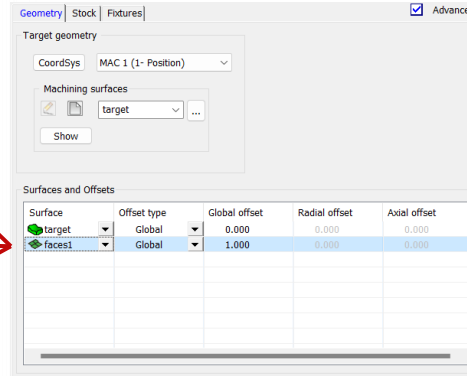 Geometry Stock Fixtures Advance
Target geometry
CoordSys MAC 1 (1- Position)
Machining surfaces
target ...
Show
Surfaces and Offsets
Surface Offset type Global offset Radial offset Axial offset
target Global 0.000 0.000 0.000
faces1 Global 1.000 0.000 0.000